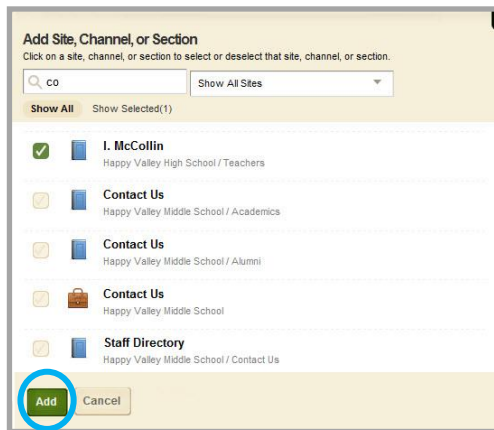 Add Site, Channel, or Section
Click on a site, channel, or section to select or deselect that site, channel, or section.
co Show All Sites
Show All Show Selected(1)
I. McCollin
Happy Valley High School / Teachers
Contact Us
Happy Valley Middle School / Academics
Contact Us
Happy Valley Middle School / Alumni
Contact Us
Happy Valley Middle School
Staff Directory
Happy Valley Middle School / Contact Us
Add Cancel